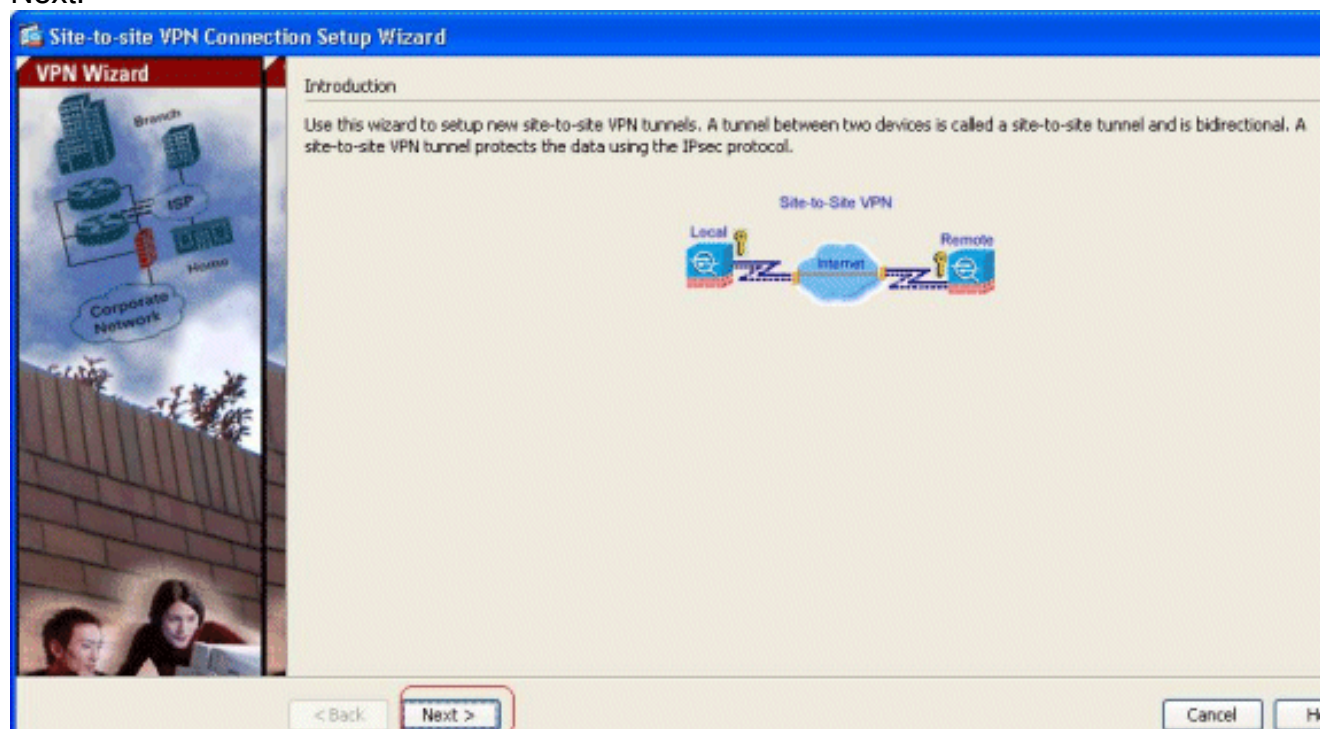 Next.
Site-to-site VPN Connection Setup Wizard
VPN Wizard
Branch
ISP
Home
Corporate
Network
Introduction
Use this wizard to setup new site-to-site VPN tunnels. A tunnel between two devices is called a site-to-site tunnel and is bidirectional. A
site-to-site VPN tunnel protects the data using the IPsec protocol.
Site-to-Site VPN
Local
Internet
Remote
< Back
Next >
Cancel